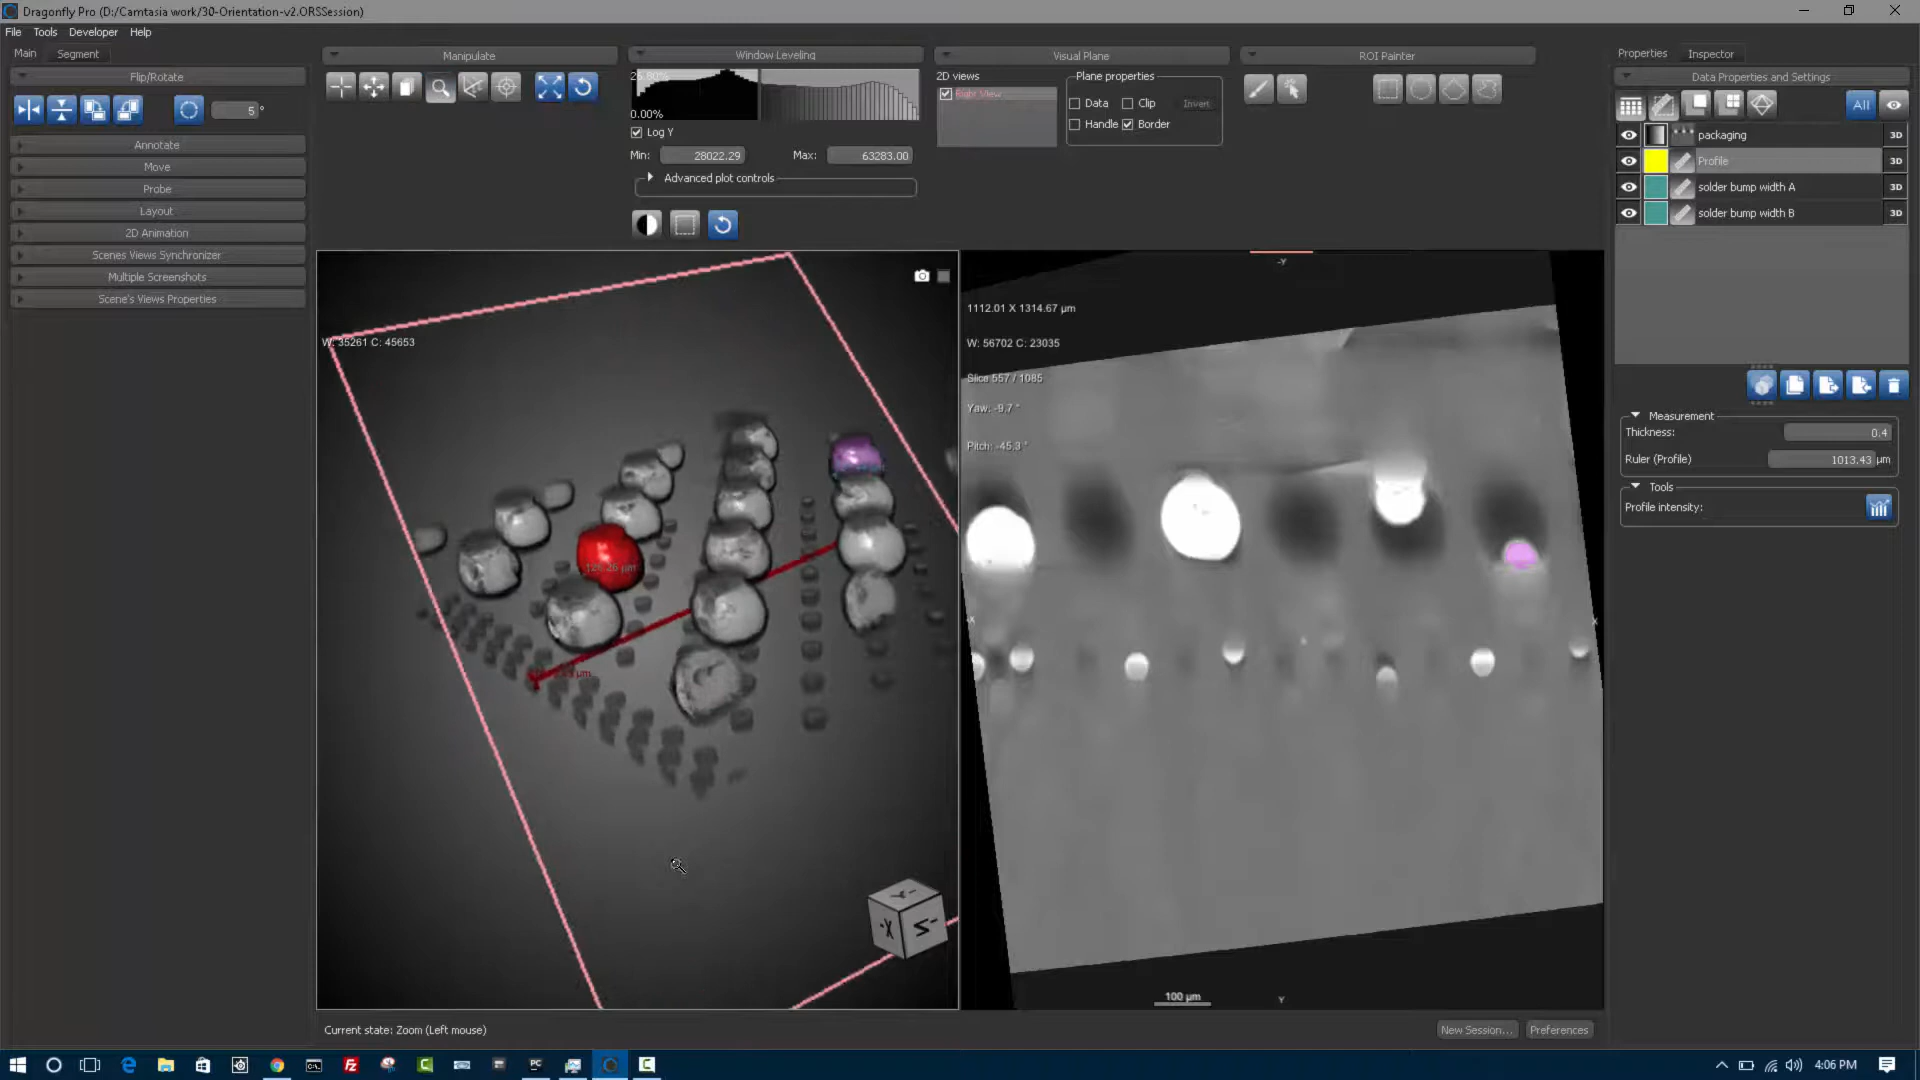 Dragonfly Pro (D:/Camtasia work/30-Orientation-v2.ORSSession)
File Tools Developer Help
Main Segment
Flip/Rotate
5 °
Annotate
Move
Probe
Layout
2D Animation
Scenes Views Synchronizer
Multiple Screenshots
Scene's Views Properties
Manipulate
Window Leveling
25.80%
0.00%
Log Y
Min: 28022.29 Max: 63283.00
Advanced plot controls
Visual Plane
2D views
Right View
Plane properties
Data Clip Invert
Handle Border
ROI Painter
W: 35261 C: 45653
-X
-Z
Y-
-Y
1112.01 X 1314.67 µm
W: 56702 C: 23035
Slice 557 / 1085
Yaw: -9.7 °
Pitch: -45.3 °
-X
X
100 µm
Y
Properties Inspector
Data Properties and Settings
All
packaging 3D
Profile 3D
solder bump width A 3D
solder bump width B 3D
Measurement
Thickness: 0.4
Ruler (Profile) 1013.43 µm
Tools
Profile intensity:
Current state: Zoom (Left mouse)
New Session... Preferences
4:06 PM